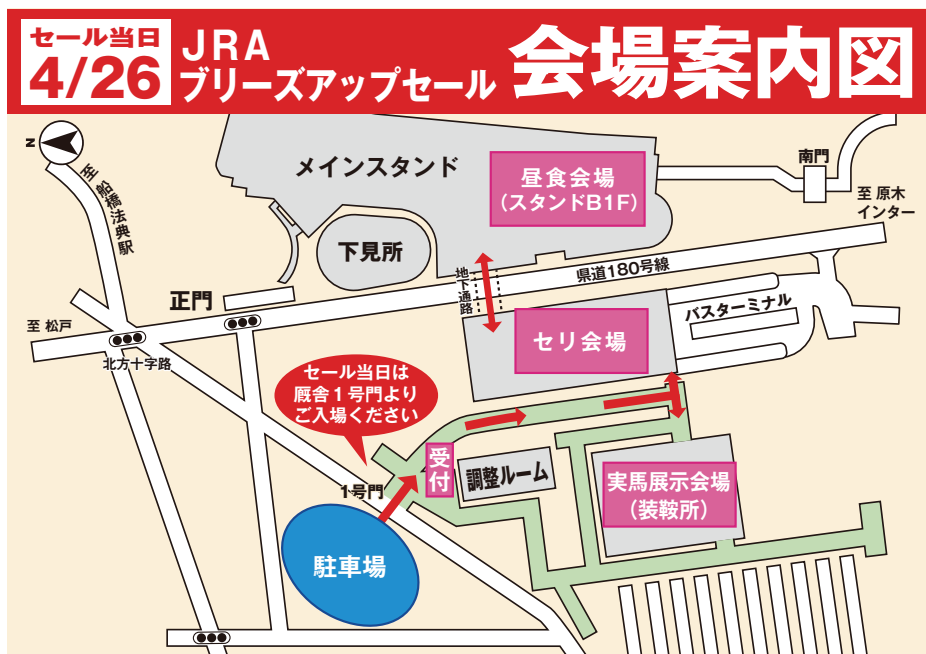 セール当日
4/26
JRA
ブリーズアップセール
会場案内図
N
至 船橋法典駅
メインスタンド
昼食会場
(スタンドB1F)
南門
至 原木
インター
下見所
地下通路
県道180号線
正門
バスターミナル
至 松戸
セリ会場
北方十字路
セール当日は
厩舎1号門より
ご入場ください
受付
調整ルーム
1号門
実馬展示会場
(装鞍所)
駐車場